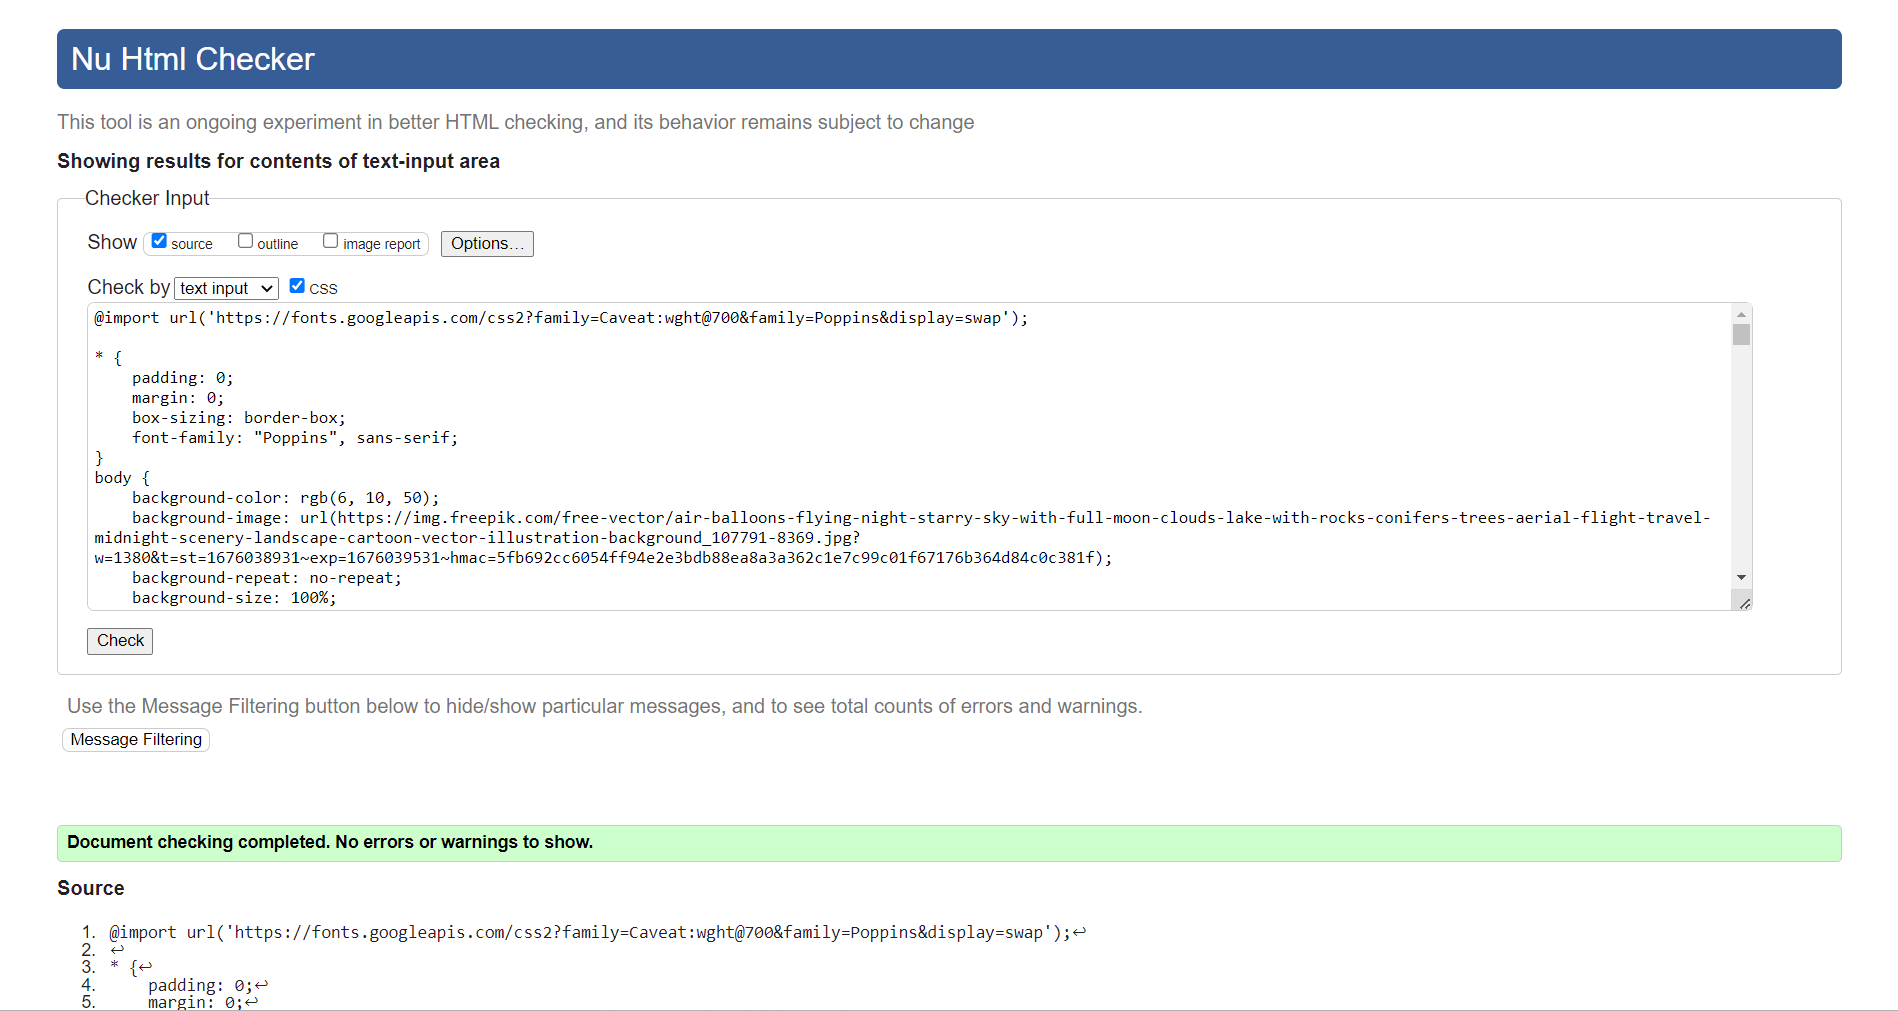 Nu Html Checker
This tool is an ongoing experiment in better HTML checking, and its behavior remains subject to change
Showing results for contents of text-input area
Checker Input
Show source outline image report Options...
Check by text input CSS
@import url('https://fonts.googleapis.com/css2?family=Caveat:wght@700&family=Poppins&display=swap');
* {
padding: 0;
margin: 0;
box-sizing: border-box;
font-family: "Poppins", sans-serif;
}
body {
background-color: rgb(6, 10, 50);
background-image: url(https://img.freepik.com/free-vector/air-balloons-flying-night-starry-sky-with-full-moon-clouds-lake-with-rocks-conifers-trees-aerial-flight-travel-
midnight-scenery-landscape-cartoon-vector-illustration-background_107791-8369.jpg?
w=1380&t=st=1676038931~exp=1676039531~hmac=5fb692cc6054ff94e2e3bdb88ea8a3a362c1e7c99c01f67176b364d84c0c381f);
background-repeat: no-repeat;
background-size: 100%;
Check
Use the Message Filtering button below to hide/show particular messages, and to see total counts of errors and warnings.
Message Filtering
Document checking completed. No errors or warnings to show.
Source
1. @import url('https://fonts.googleapis.com/css2?family=Caveat:wght@700&family=Poppins&display=swap');↩
2. ↩
3. * {↩
4. padding: 0;↩
5. margin: 0;↩